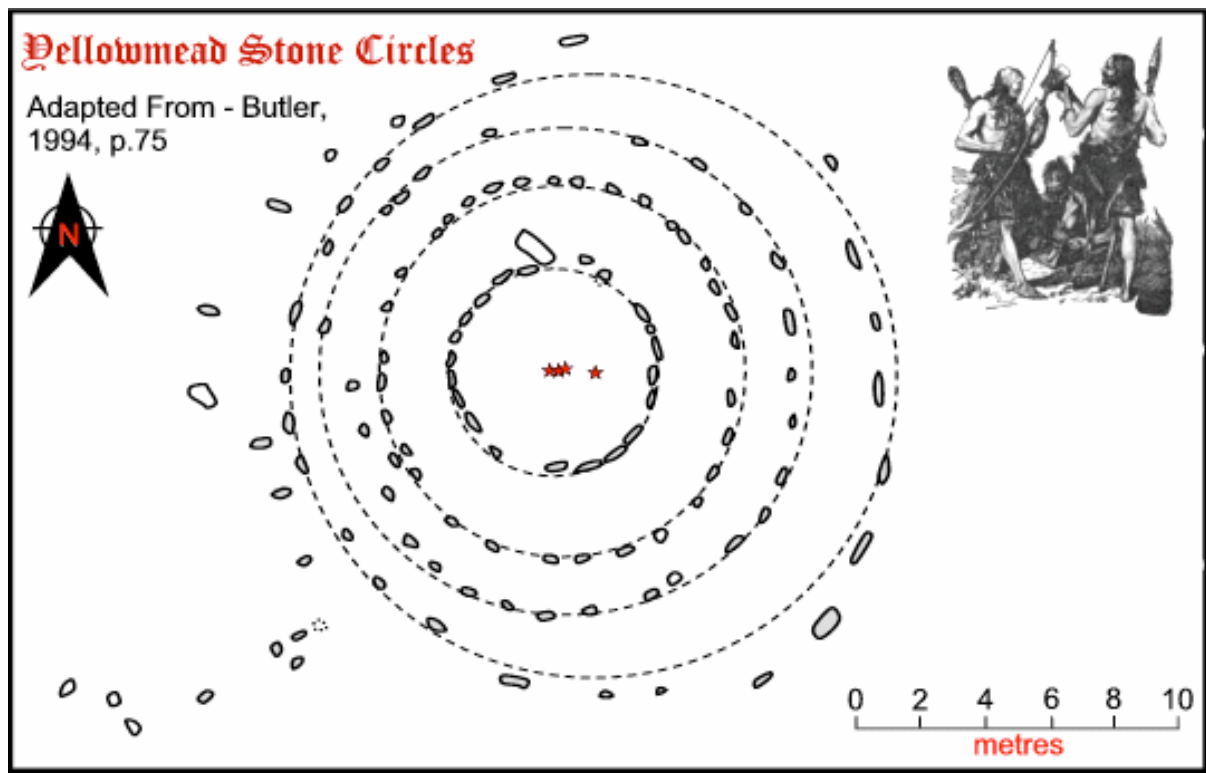 Yellowmead Stone Circles
Adapted From - Butler,
1994, p.75
N
0 2 4 6 8 10
metres